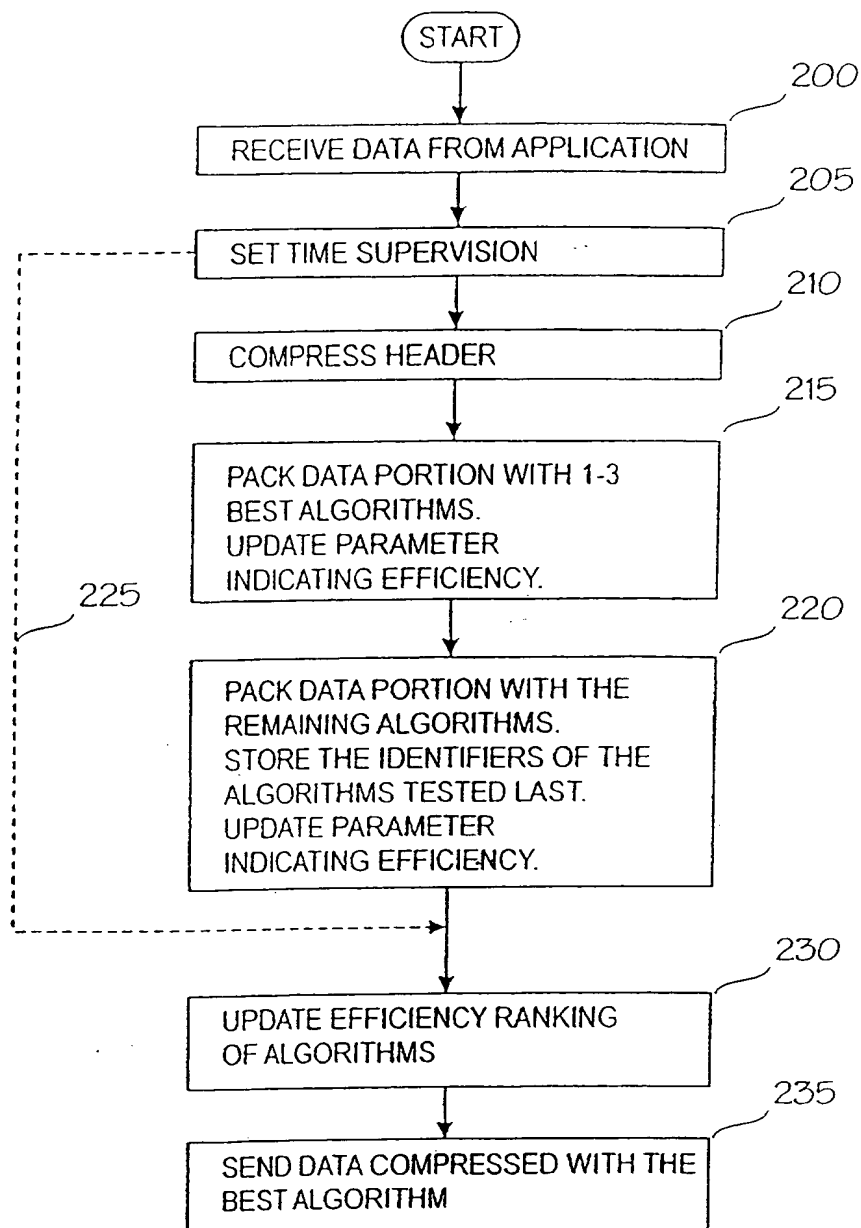 START
200
RECEIVE DATA FROM APPLICATION
205
SET TIME SUPERVISION
210
COMPRESS HEADER
215
PACK DATA PORTION WITH 1-3
BEST ALGORITHMS.
UPDATE PARAMETER
INDICATING EFFICIENCY.
225
220
PACK DATA PORTION WITH THE
REMAINING ALGORITHMS.
STORE THE IDENTIFIERS OF THE
ALGORITHMS TESTED LAST.
UPDATE PARAMETER
INDICATING EFFICIENCY.
230
UPDATE EFFICIENCY RANKING
OF ALGORITHMS
235
SEND DATA COMPRESSED WITH THE
BEST ALGORITHM